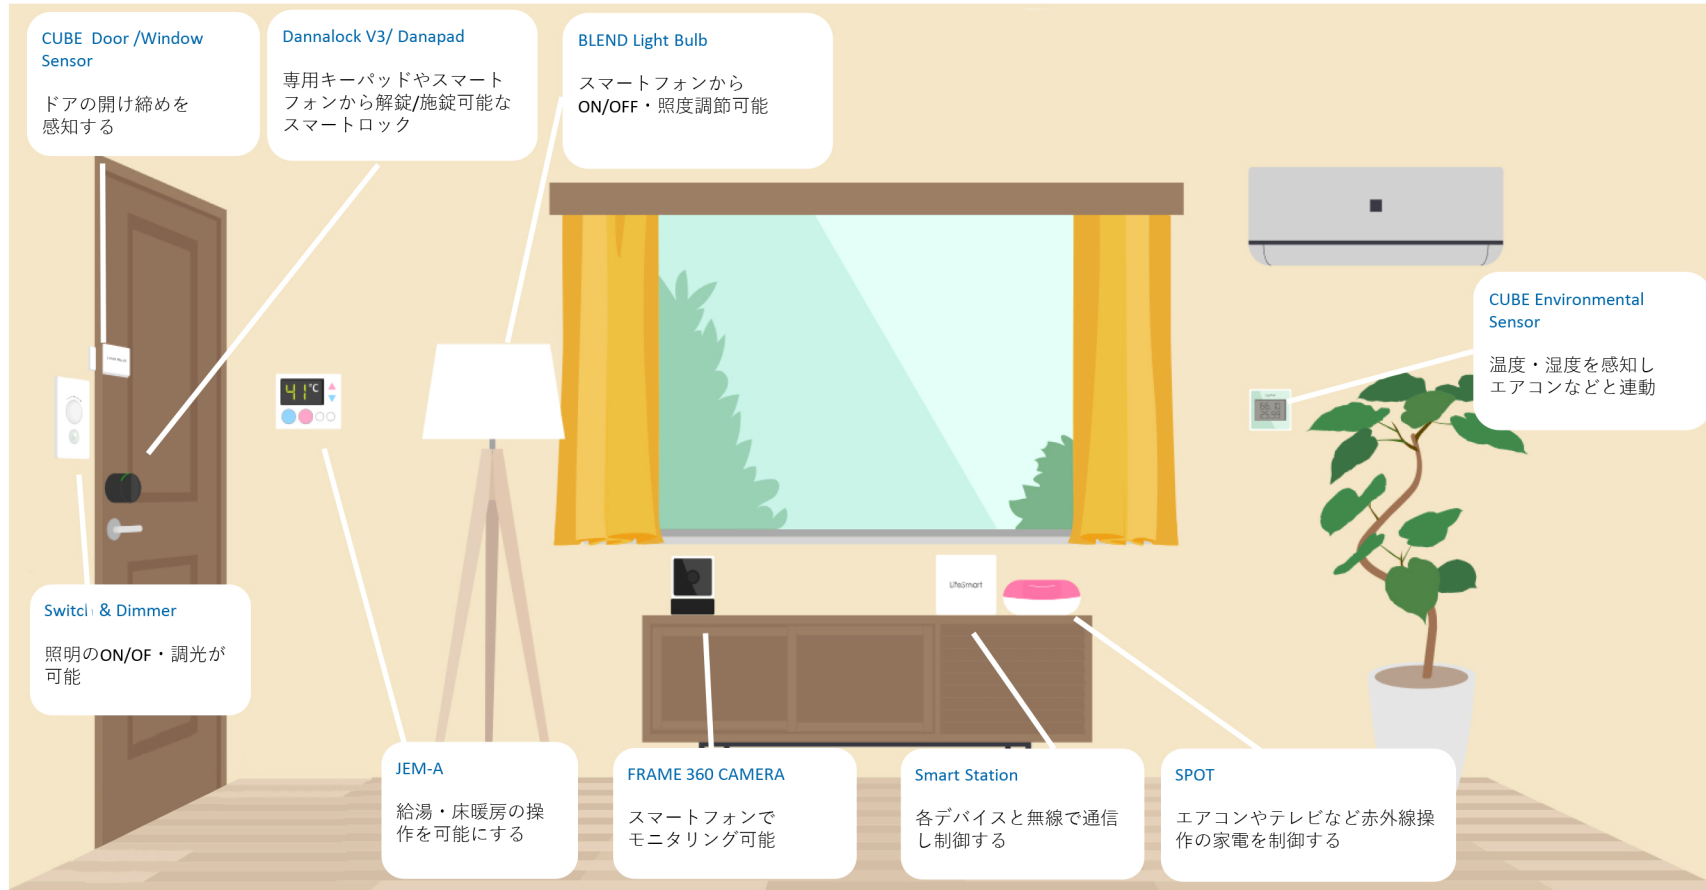 CUBE Door /Window
Sensor
ドアの開け締めを
感知する
Dannalock V3/ Danapad
専用キーパッドやスマート
フォンから解錠/施錠可能な
スマートロック
BLEND Light Bulb
スマートフォンから
ON/OFF・照度調節可能
CUBE Environmental
Sensor
温度・湿度を感知し
エアコンなどと連動
41°C
Switch & Dimmer
照明のON/OF・調光が
可能
LifeSmart
JEM-A
給湯・床暖房の操
作を可能にする
FRAME 360 CAMERA
スマートフォンで
モニタリング可能
Smart Station
各デバイスと無線で通信
し制御する
SPOT
エアコンやテレビなど赤外線操
作の家電を制御する